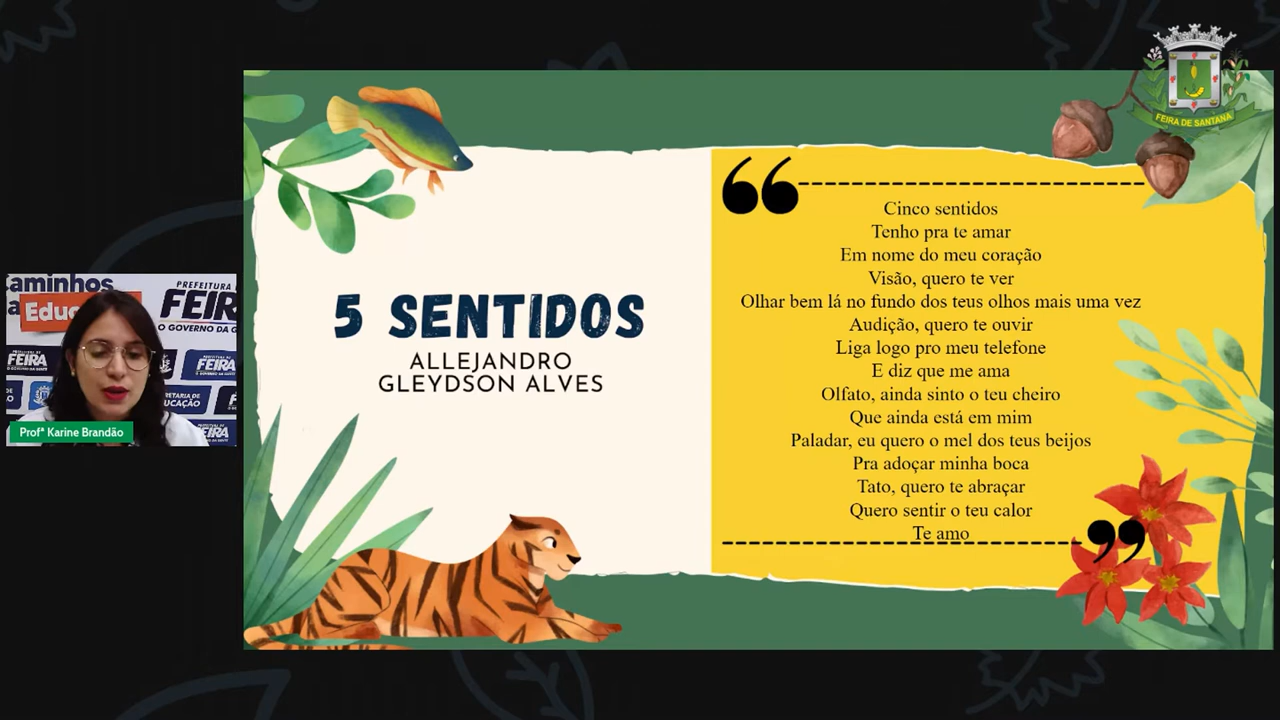 FEIRA DE SANTANA
5 SENTIDOS
ALLEJANDRO
GLEYDSON ALVES
Cinco sentidos
Tenho pra te amar
Em nome do meu coração
Visão, quero te ver
Olhar bem lá no fundo dos teus olhos mais uma vez
Audição, quero te ouvir
Liga logo pro meu telefone
E diz que me ama
Olfato, ainda sinto o teu cheiro
Que ainda está em mim
Paladar, eu quero o mel dos teus beijos
Pra adoçar minha boca
Tato, quero te abraçar
Quero sentir o teu calor
Te amo
aminhos
Educ
PREFEITURA
FEIR
O GOVERNO DA G
FEIRA
FEIRA
FEIRA
Profª Karine Brandão